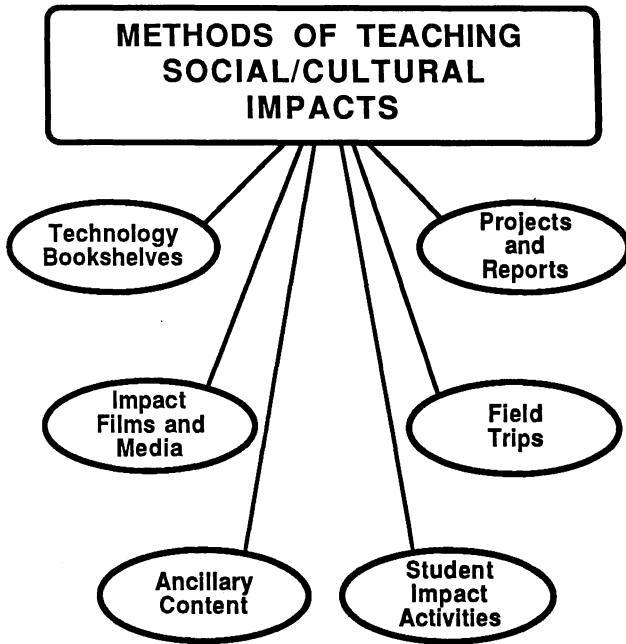 METHODS OF TEACHING
SOCIAL/CULTURAL
IMPACTS
Technology
Bookshelves
Projects
and
Reports
Impact
Films and
Media
Field
Trips
Ancillary
Content
Student
Impact
Activities